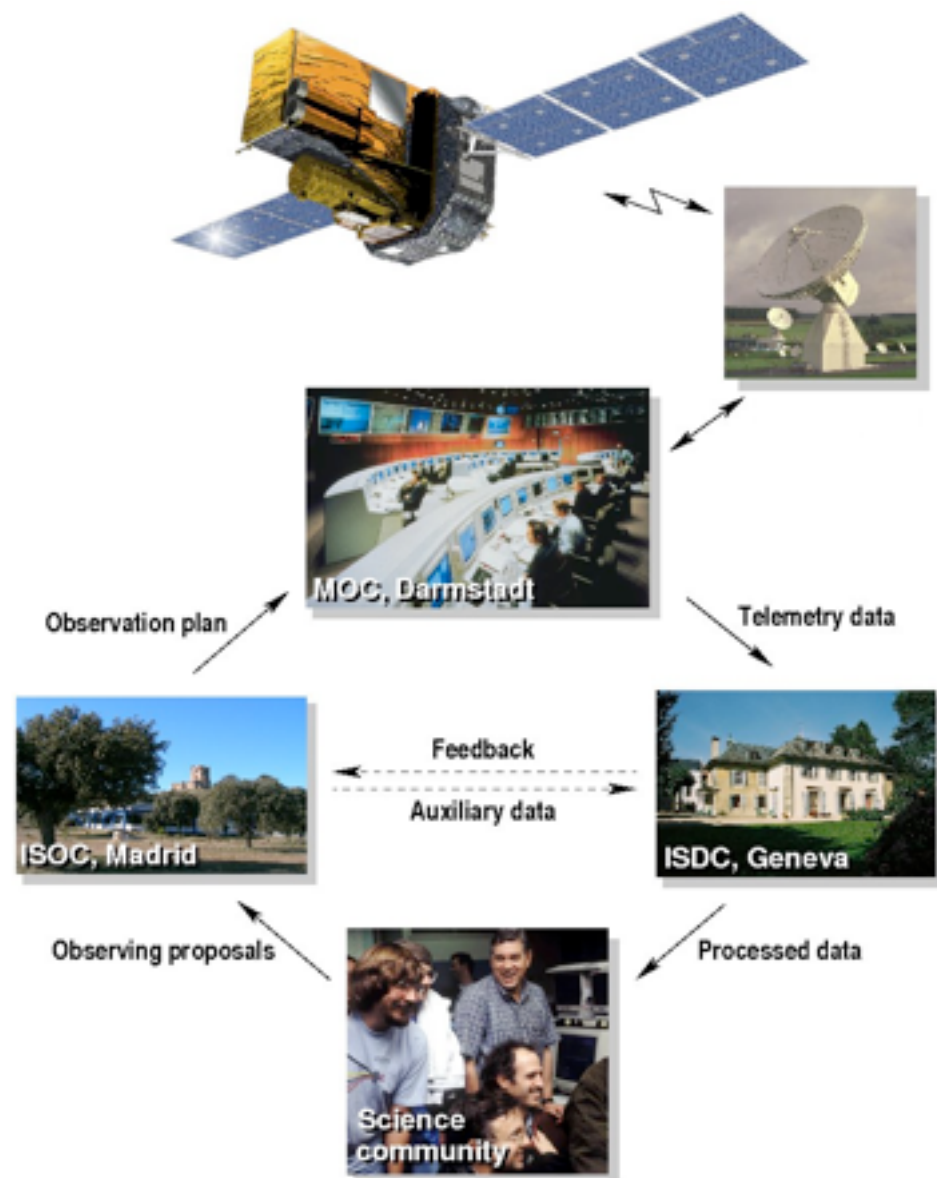 MOC, Darmstadt
Observation plan
Telemetry data
Feedback
Auxiliary data
ISOC, Madrid
ISDC, Geneva
Observing proposals
Processed data
Science
community